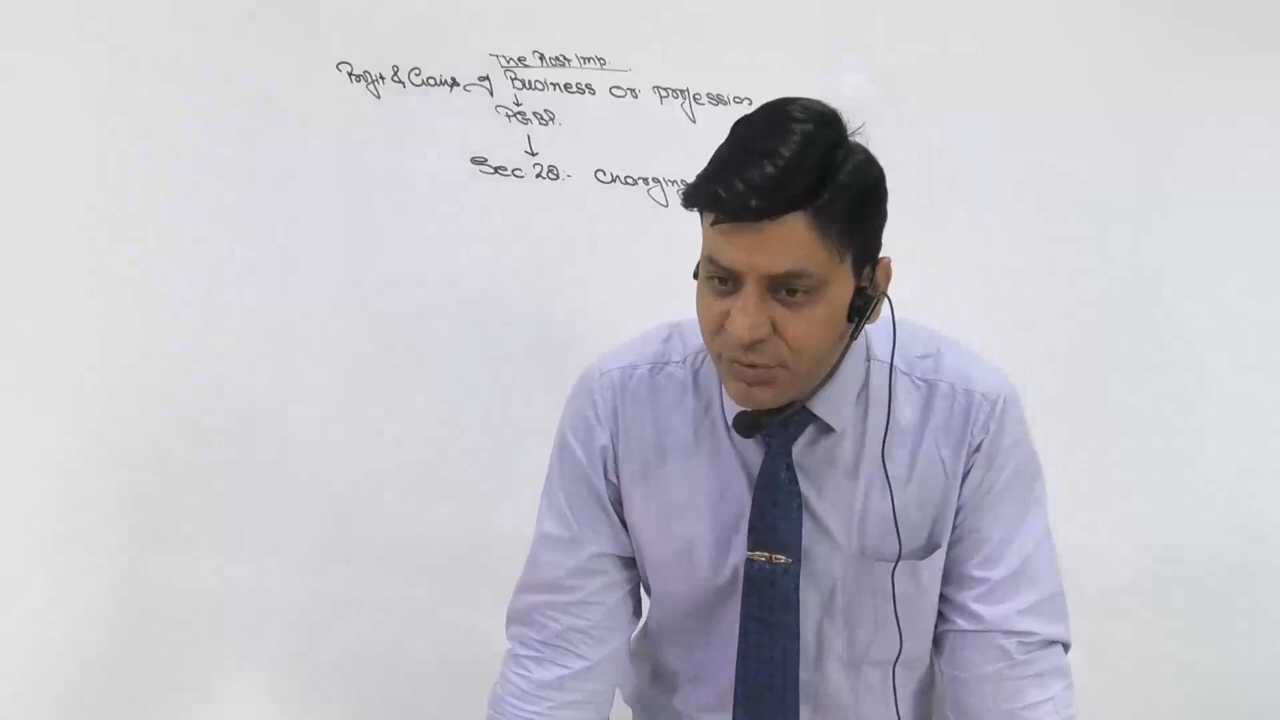 The Most Imp.
Profit & Gains of Business or profession
PGBP.
Sec 28:- charging